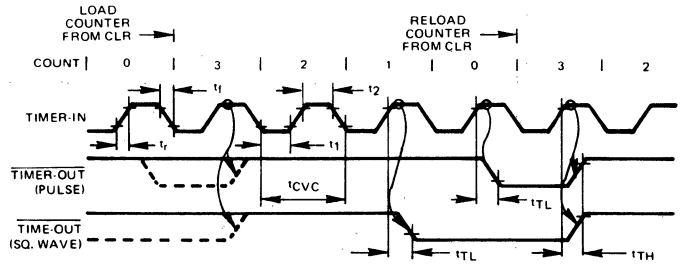 LOAD
COUNTER
FROM CLR
RELOAD
COUNTER
FROM CLR
COUNT | 0 | 3 | 2 | 1 | 0 | 3 | 2
tf
t2
TIMER-IN
tr
t1
TIMER-OUT
(PULSE)
tCVC
tTL
TIME-OUT
(SQ. WAVE)
tTL
tTH